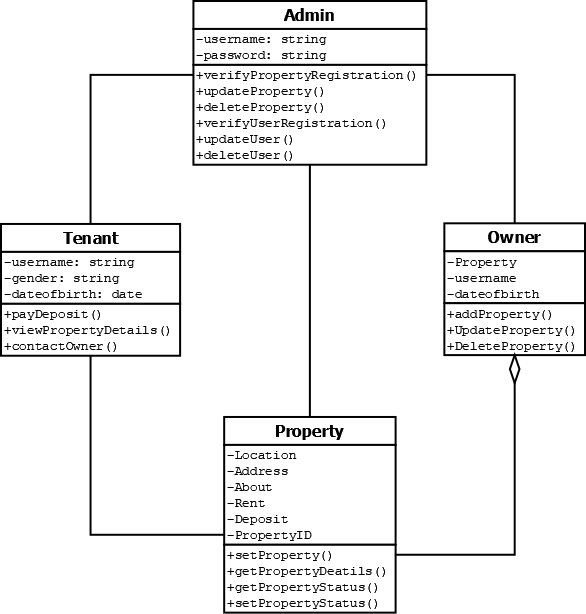 Admin
-username: string
-password: string
+verifyPropertyRegistration()
+updateProperty()
+deleteProperty()
+verifyUserRegistration()
+updateUser()
+deleteUser()
Tenant
-username: string
-gender: string
-dateofbirth: date
+payDeposit()
+viewPropertyDetails()
+contactOwner()
Owner
-Property
-username
-dateofbirth
+addProperty()
+UpdateProperty()
+DeleteProperty()
Property
-Location
-Address
-About
-Rent
-Deposit
-PropertyID
+setProperty()
+getPropertyDeatils()
+getPropertyStatus()
+setPropertyStatus()